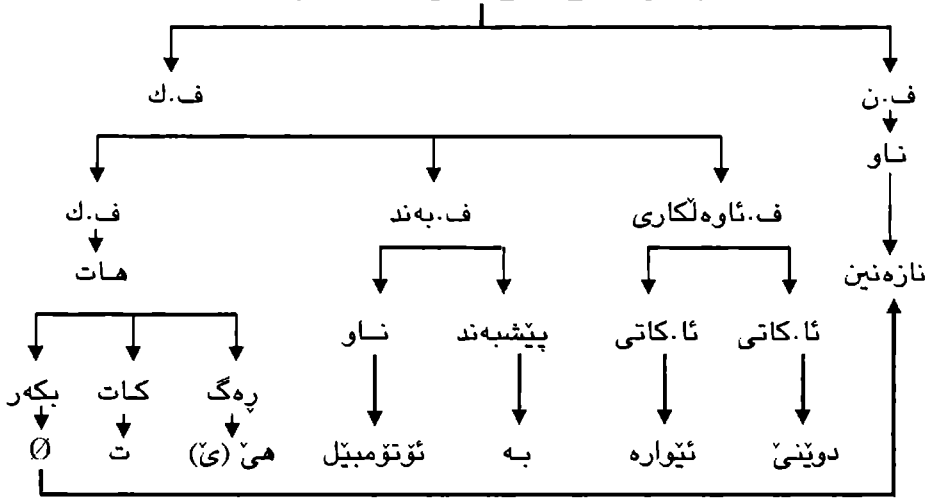 ف.ن ف.ك
ناو
ف.ئاوەڵكاری ف.بەند ف.ك
نازەنین هات
ئا.كاتی ئا.كاتی پێشبەند ناو
ڕەگ كات بكەر
دوێنێ ئێوارە بە ئۆتۆمبێل هێ (ێ) ت Ø